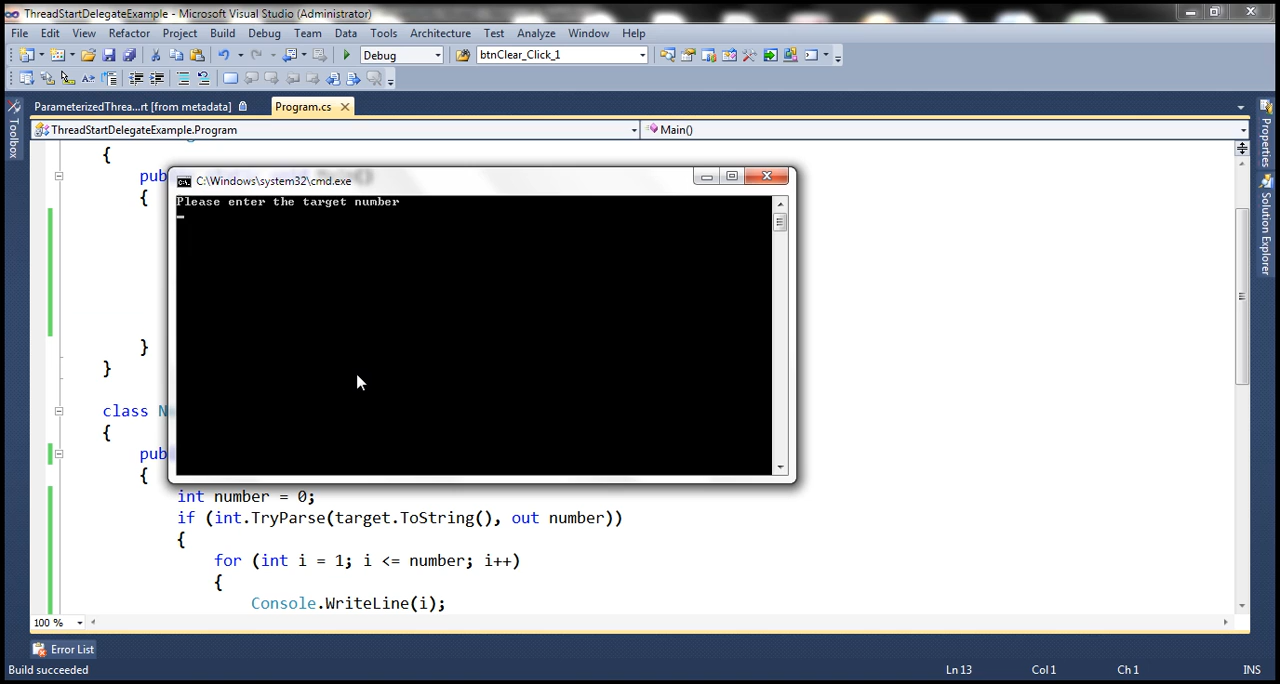 ThreadStartDelegateExample - Microsoft Visual Studio (Administrator)
File Edit View Refactor Project Build Debug Team Data Tools Architecture Test Analyze Window Help
Debug btnClear_Click_1
ParameterizedThrea...rt [from metadata] Program.cs
ThreadStartDelegateExample.Program Main()
Toolbox
Properties
Solution Explorer
{
pub
{
C:\Windows\system32\cmd.exe
Please enter the target number
}
}
class N
{
pub
{
int number = 0;
if (int.TryParse(target.ToString(), out number))
{
for (int i = 1; i <= number; i++)
{
Console.WriteLine(i);
100 %
Error List
Build succeeded Ln 13 Col 1 Ch 1 INS